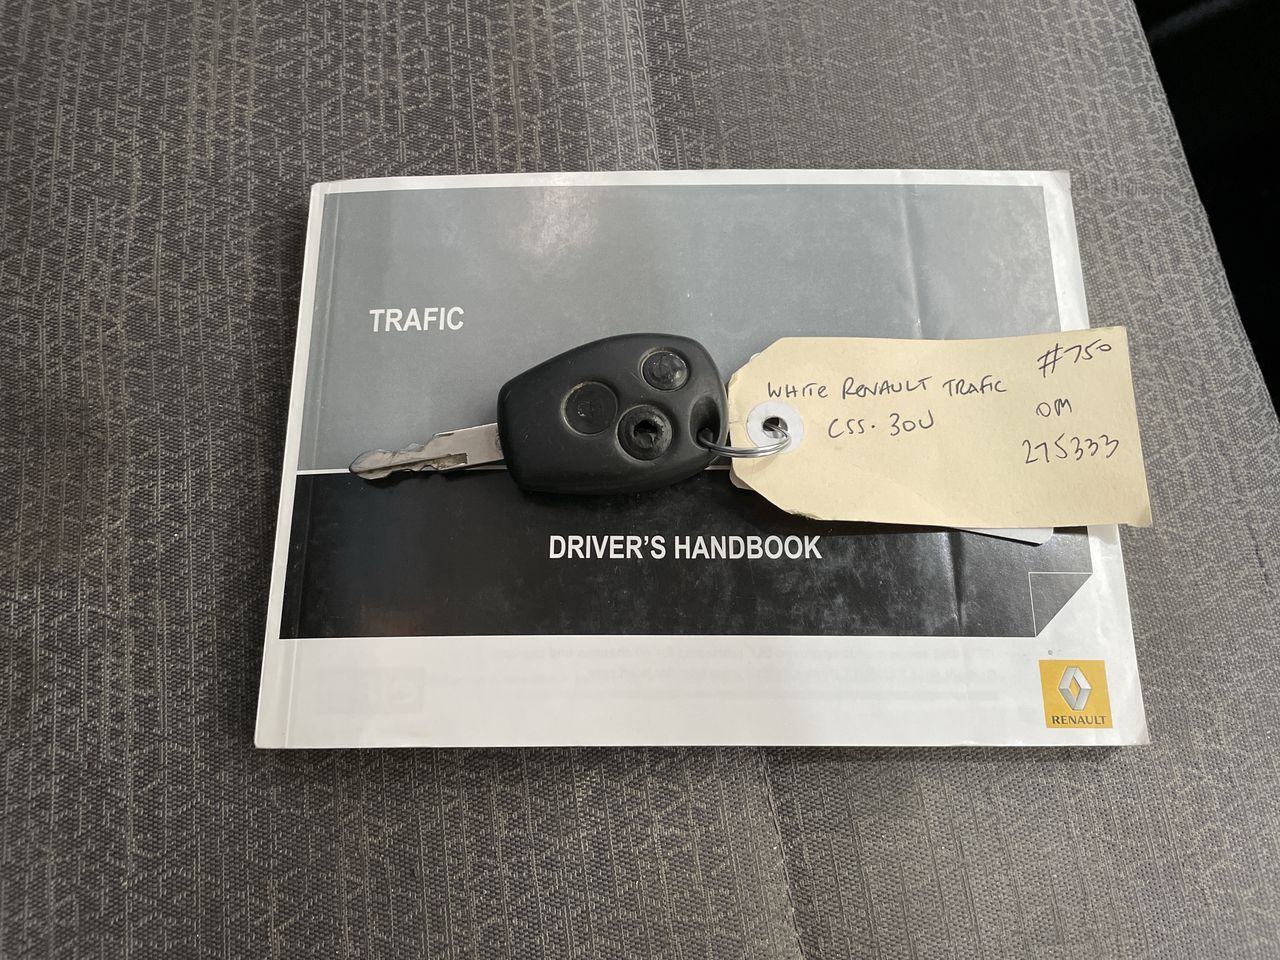 TRAFIC
#750
WHITE RENAULT TRAFIC
OM
CSS·30U
275333
DRIVER'S HANDBOOK
RENAULT